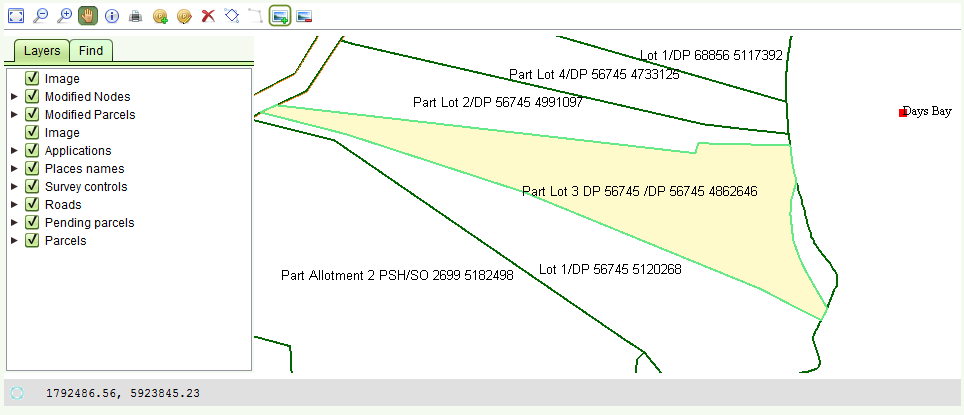 Layers Find
Image
Modified Nodes
Modified Parcels
Image
Applications
Places names
Survey controls
Roads
Pending parcels
Parcels
Lot 1/DP 68856 5117392
Part Lot 4/DP 56745 4733125
Part Lot 2/DP 56745 4991097
Days Bay
Part Lot 3 DP 56745 /DP 56745 4862646
Lot 1/DP 56745 5120268
Part Allotment 2 PSH/SO 2699 5182498
1792486.56, 5923845.23